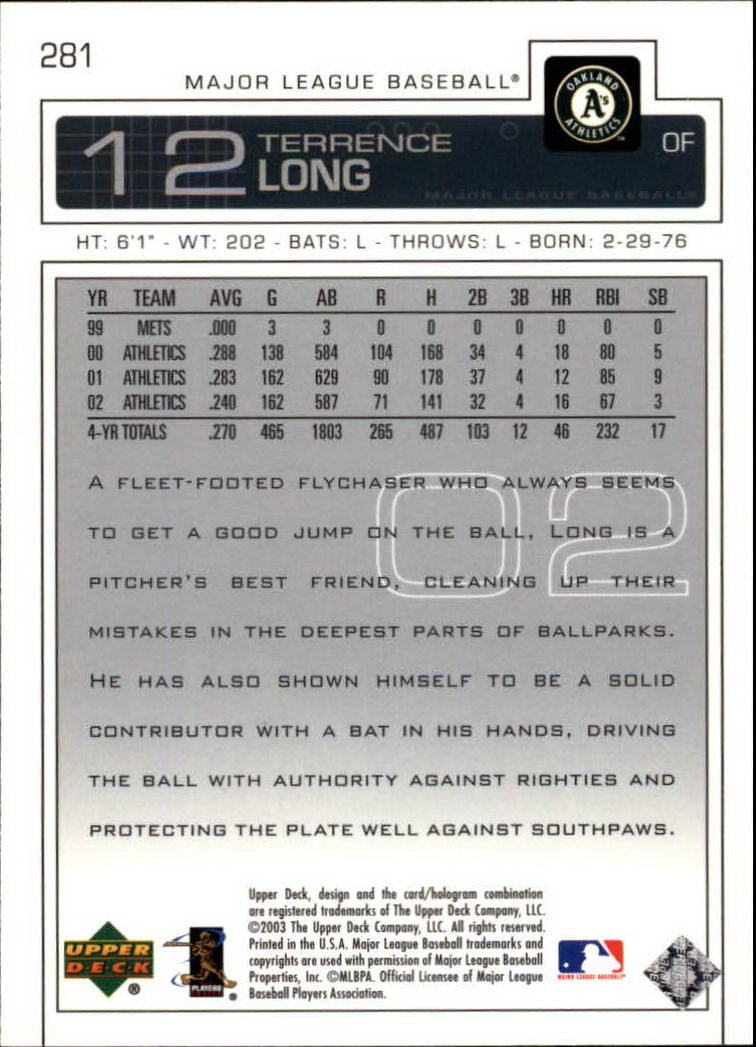 281
MAJOR LEAGUE BASEBALL®
OAKLAND
A's
ATHLETICS
™
12 TERRENCE
LONG
OF
MAJOR LEAGUE BASEBALL®
HT: 6'1" - WT: 202 - BATS: L - THROWS: L - BORN: 2-29-76
YR TEAM AVG G AB R H 2B 3B HR RBI SB
99 METS .000 3 3 0 0 0 0 0 0 0
00 ATHLETICS .288 138 584 104 168 34 4 18 80 5
01 ATHLETICS .283 162 629 90 178 37 4 12 85 9
02 ATHLETICS .240 162 587 71 141 32 4 16 67 3
4-YR TOTALS .270 465 1803 265 487 103 12 46 232 17
02
A FLEET-FOOTED FLYCHASER WHO ALWAYS SEEMS
TO GET A GOOD JUMP ON THE BALL, LONG IS A
PITCHER'S BEST FRIEND, CLEANING UP THEIR
MISTAKES IN THE DEEPEST PARTS OF BALLPARKS.
HE HAS ALSO SHOWN HIMSELF TO BE A SOLID
CONTRIBUTOR WITH A BAT IN HIS HANDS, DRIVING
THE BALL WITH AUTHORITY AGAINST RIGHTIES AND
PROTECTING THE PLATE WELL AGAINST SOUTHPAWS.
UPPER
D·E·C·K
®
PLAYERS
®
Upper Deck, design and the card/hologram combination
are registered trademarks of The Upper Deck Company, LLC.
©2003 The Upper Deck Company, LLC. All rights reserved.
Printed in the U.S.A. Major League Baseball trademarks and
copyrights are used with permission of Major League Baseball
Properties, Inc. ©MLBPA. Official Licensee of Major League
Baseball Players Association.
MAJOR LEAGUE BASEBALL®